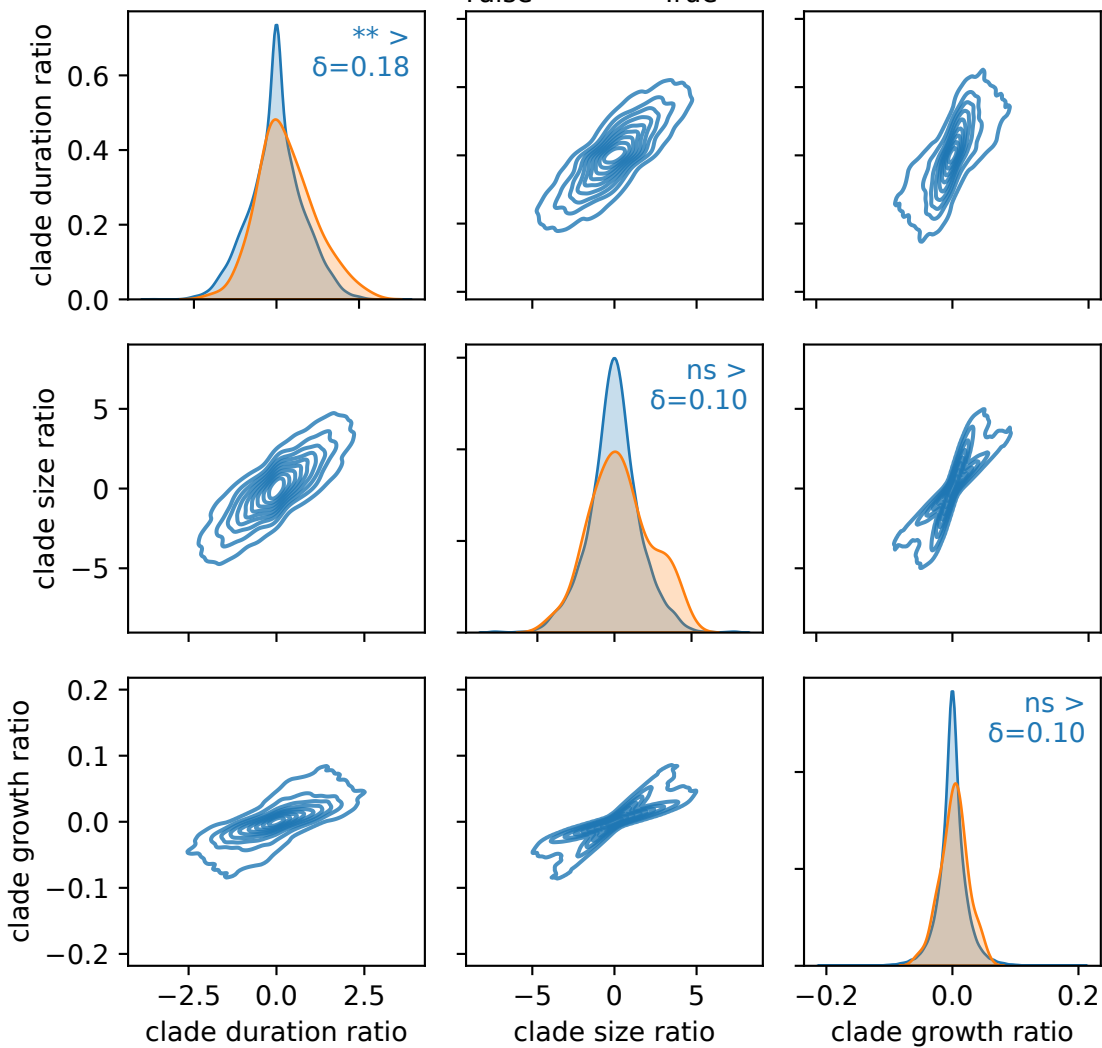 False True
clade duration ratio
0.6
0.4
0.2
0.0
** >
δ=0.18
clade size ratio
5
0
−5
ns >
δ=0.10
clade growth ratio
0.2
0.1
0.0
−0.1
−0.2
ns >
δ=0.10
−2.5 0.0 2.5
−5 0 5
−0.2 0.0 0.2
clade duration ratio
clade size ratio
clade growth ratio